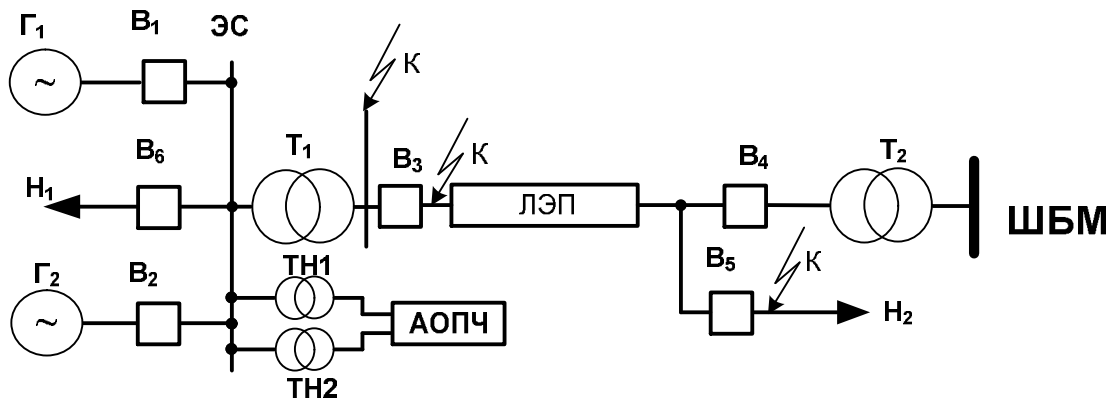 Г₁
В₁
ЭС
К
В₆
Т₁
В₃
К
В₄
Т₂
Н₁
ЛЭП
ШБМ
Г₂
В₂
ТН1
В₅
К
АОПЧ
Н₂
ТН2
~
~